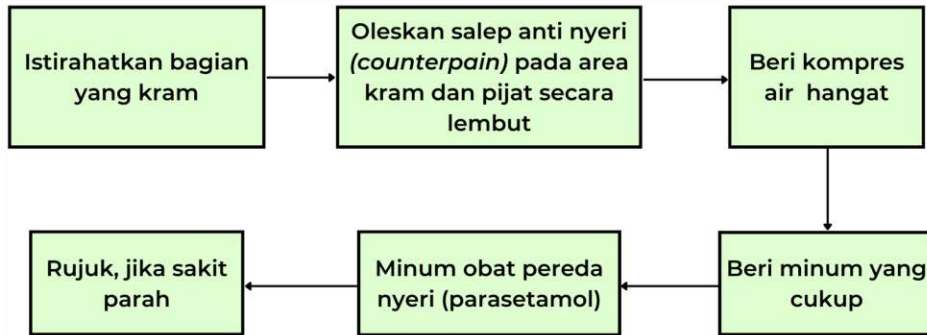 Istirahatkan bagian
yang kram
Oleskan salep anti nyeri
(counterpain) pada area
kram dan pijat secara
lembut
Beri kompres
air hangat
Beri minum yang
cukup
Minum obat pereda
nyeri (parasetamol)
Rujuk, jika sakit
parah